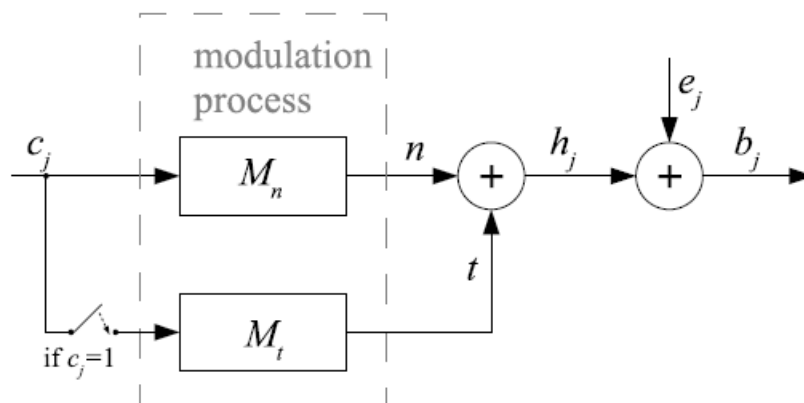 modulation
process
c_j
M_n
n
h_j
e_j
b_j
+
+
t
if c_j=1
M_t